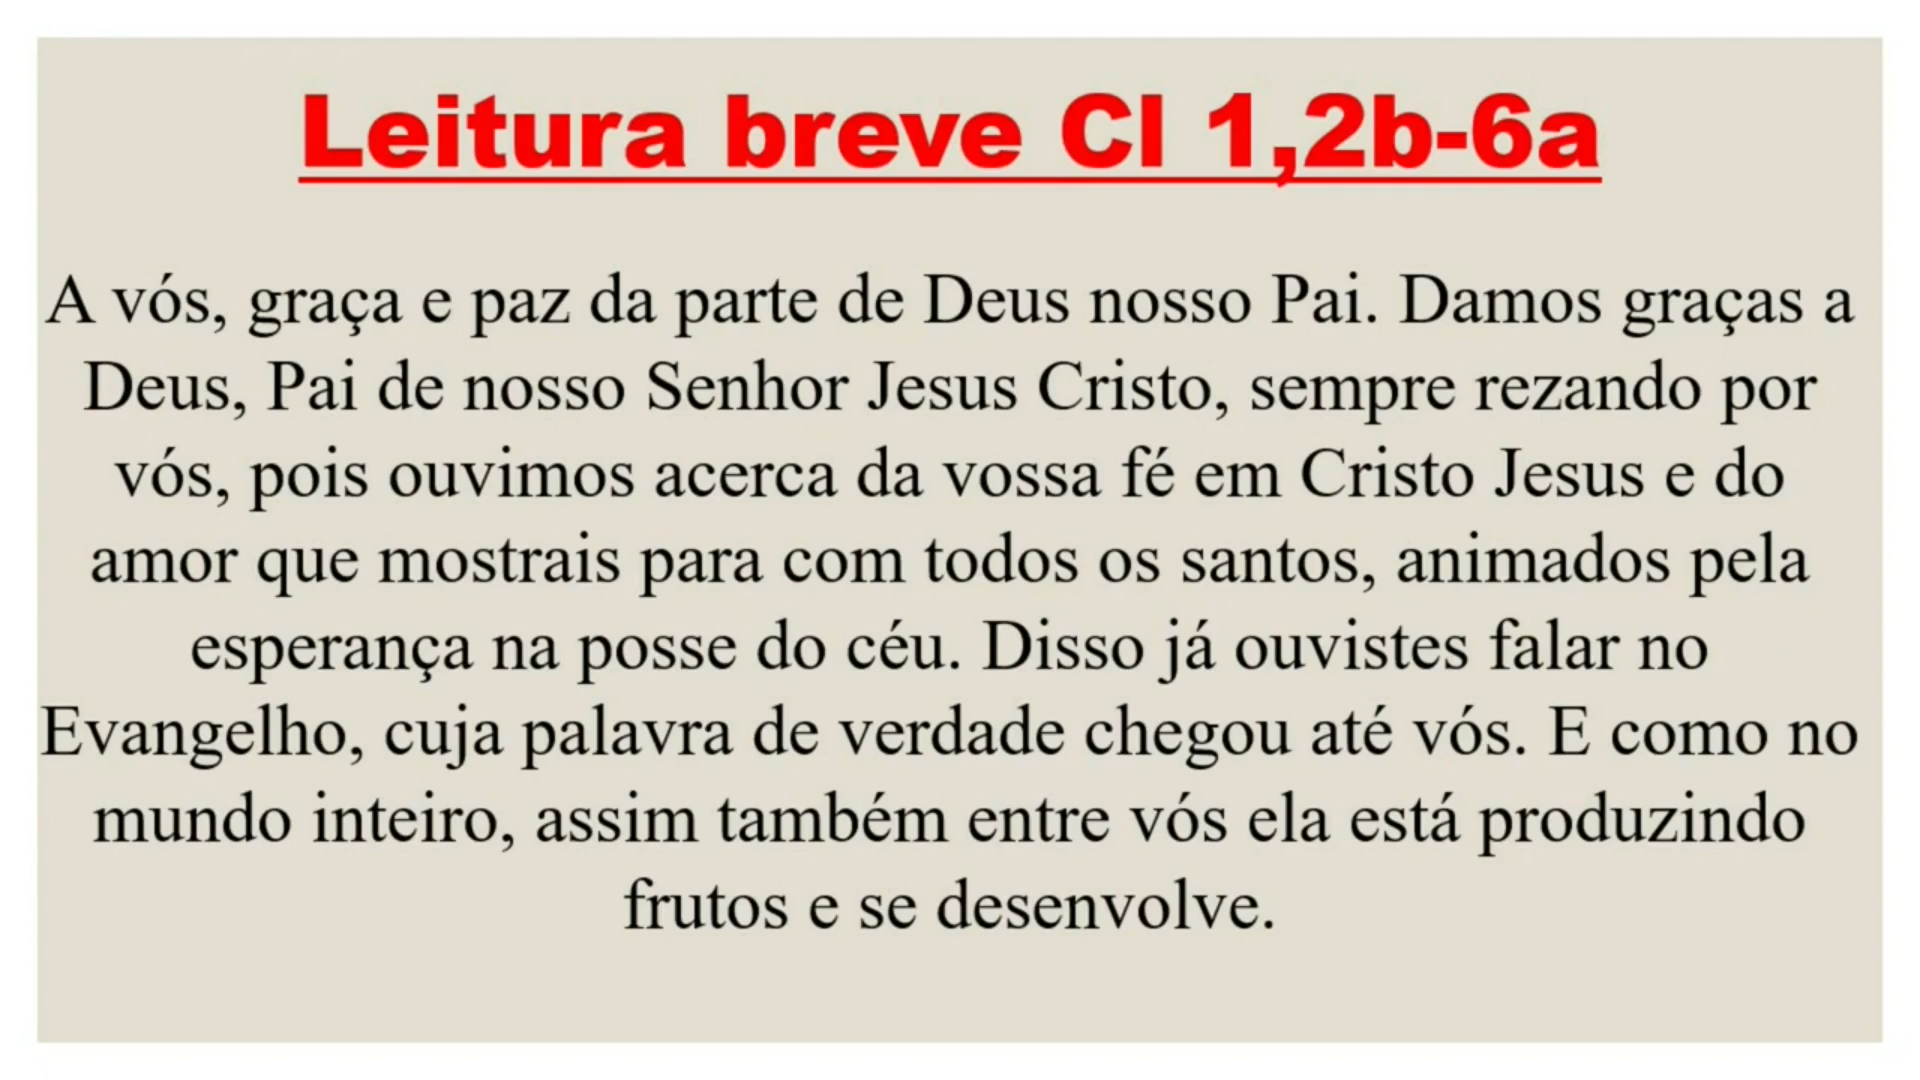 Leitura breve Cl 1,2b-6a
A vós, graça e paz da parte de Deus nosso Pai. Damos graças a
Deus, Pai de nosso Senhor Jesus Cristo, sempre rezando por
vós, pois ouvimos acerca da vossa fé em Cristo Jesus e do
amor que mostrais para com todos os santos, animados pela
esperança na posse do céu. Disso já ouvistes falar no
Evangelho, cuja palavra de verdade chegou até vós. E como no
mundo inteiro, assim também entre vós ela está produzindo
frutos e se desenvolve.